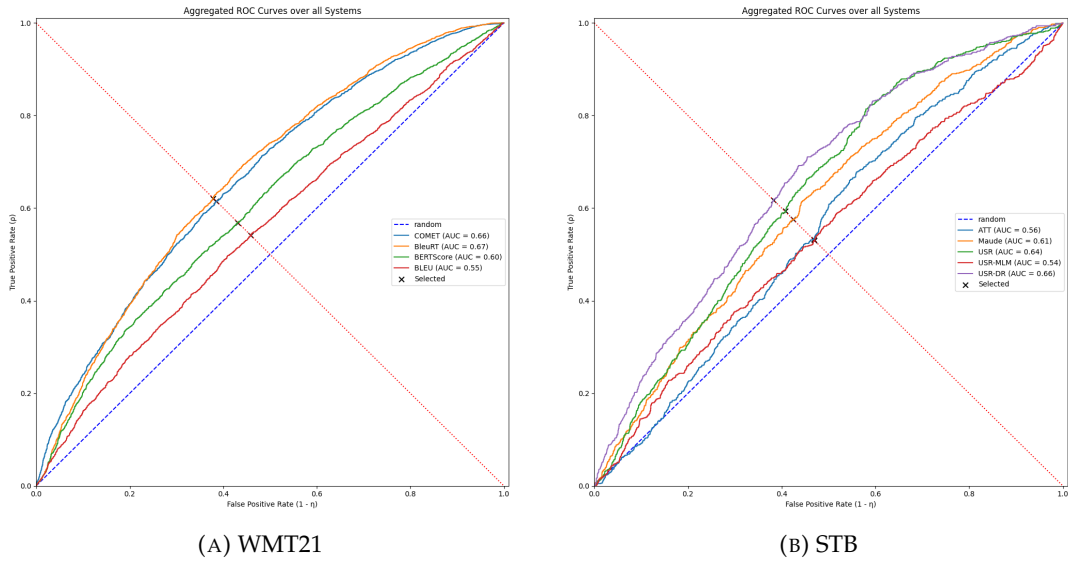 Aggregated ROC Curves over all Systems
True Positive Rate (ρ)
1.0
0.8
0.6
0.4
0.2
0.0
0.0
0.2
0.4
0.6
0.8
1.0
False Positive Rate (1 - η)
random
COMET (AUC = 0.66)
BleuRT (AUC = 0.67)
BERTScore (AUC = 0.60)
BLEU (AUC = 0.55)
Selected
(A) WMT21
Aggregated ROC Curves over all Systems
True Positive Rate (ρ)
1.0
0.8
0.6
0.4
0.2
0.0
0.0
0.2
0.4
0.6
0.8
1.0
False Positive Rate (1 - η)
random
ATT (AUC = 0.56)
Maude (AUC = 0.61)
USR (AUC = 0.64)
USR-MLM (AUC = 0.54)
USR-DR (AUC = 0.66)
Selected
(B) STB